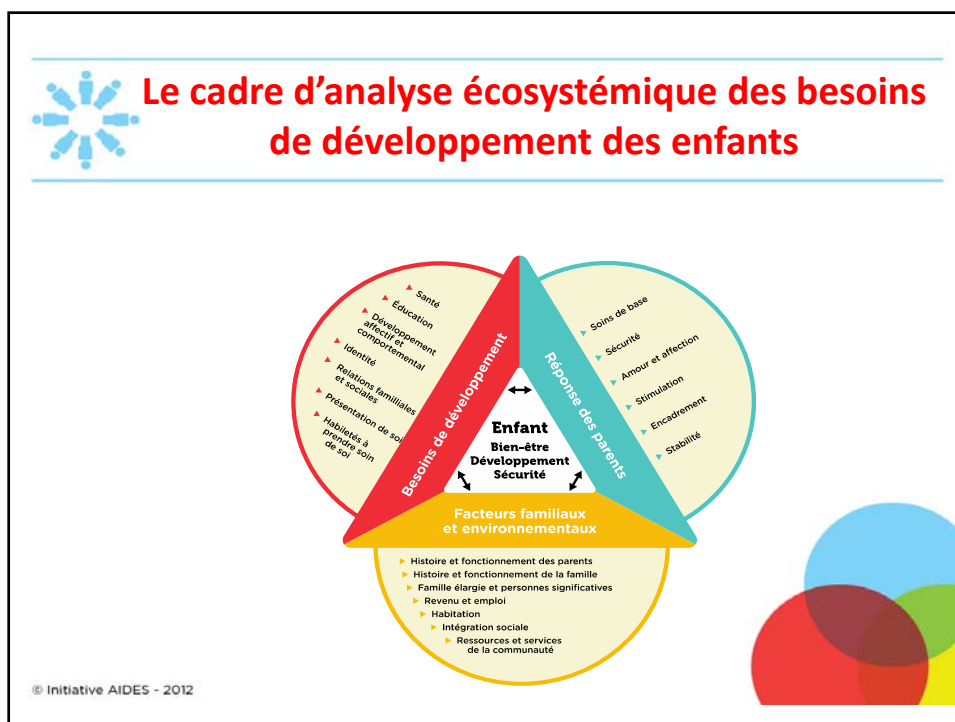 Le cadre d’analyse écosystémique des besoins
de développement des enfants
Santé
Éducation
Développement
affectif et
comportemental
Identité
Relations familiales
et sociales
Présentation de soi
Habiletés à
prendre soin
de soi
Besoins de développement
Réponse des parents
Soins de base
Sécurité
Amour et affection
Stimulation
Encadrement
Stabilité
Enfant
Bien-être
Développement
Sécurité
Facteurs familiaux
et environnementaux
Histoire et fonctionnement des parents
Histoire et fonctionnement de la famille
Famille élargie et personnes significatives
Revenu et emploi
Habitation
Intégration sociale
Ressources et services
de la communauté
© Initiative AIDES - 2012